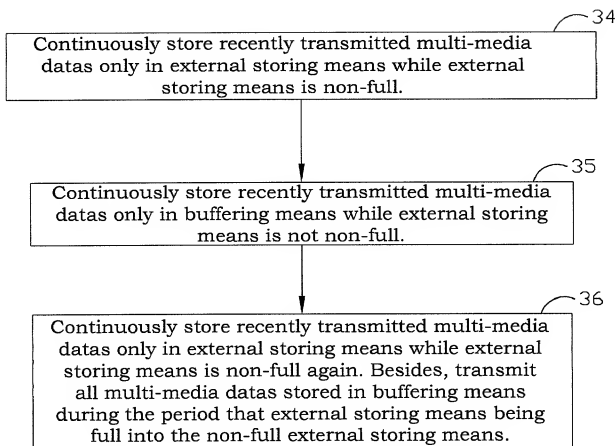 34
Continuously store recently transmitted multi-media
datas only in external storing means while external
storing means is non-full.
35
Continuously store recently transmitted multi-media
datas only in buffering means while external storing
means is not non-full.
36
Continuously store recently transmitted multi-media
datas only in external storing means while external
storing means is non-full again. Besides, transmit
all multi-media datas stored in buffering means
during the period that external storing means being
full into the non-full external storing means.